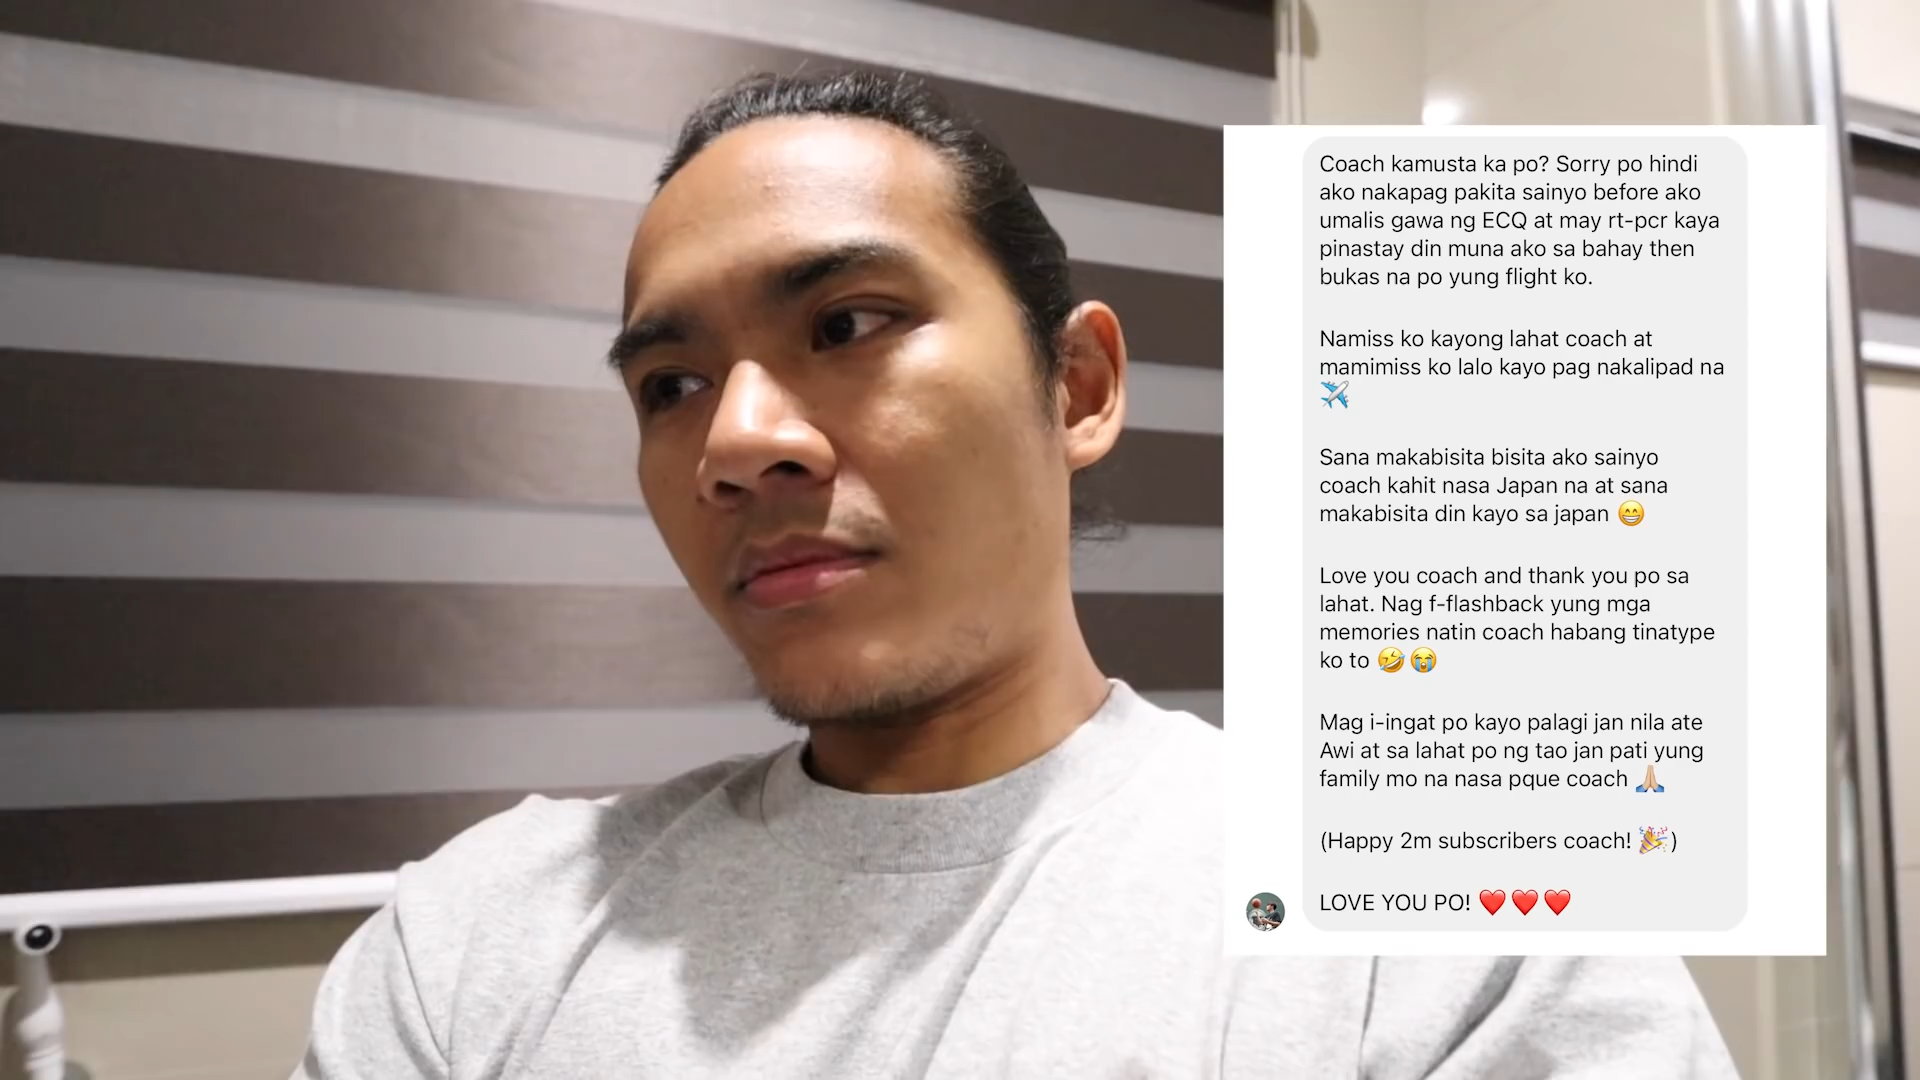 Coach kamusta ka po? Sorry po hindi
ako nakapag pakita sainyo before ako
umalis gawa ng ECQ at may rt-pcr kaya
pinastay din muna ako sa bahay then
bukas na po yung flight ko.
Namiss ko kayong lahat coach at
mamimiss ko lalo kayo pag nakalipad na
✈️
Sana makabisita bisita ako sainyo
coach kahit nasa Japan na at sana
makabisita din kayo sa japan 😁
Love you coach and thank you po sa
lahat. Nag f-flashback yung mga
memories natin coach habang tinatype
ko to 🤣😭
Mag i-ingat po kayo palagi jan nila ate
Awi at sa lahat po ng tao jan pati yung
family mo na nasa pque coach 🙏🏼
(Happy 2m subscribers coach! 🎉)
LOVE YOU PO! ❤️❤️❤️